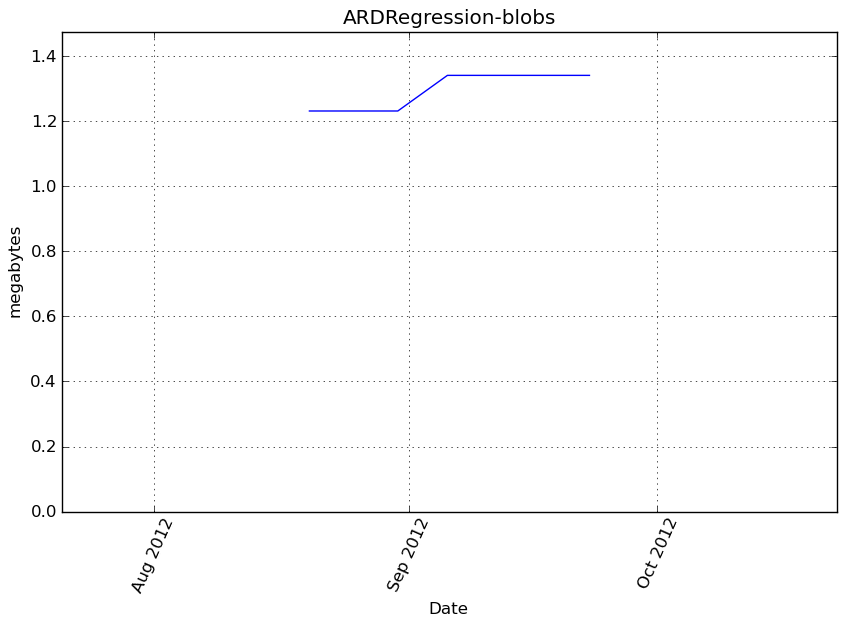 ARDRegression-blobs
1.4
1.2
1.0
0.8
0.6
0.4
0.2
0.0
megabytes
Aug 2012
Sep 2012
Oct 2012
Date